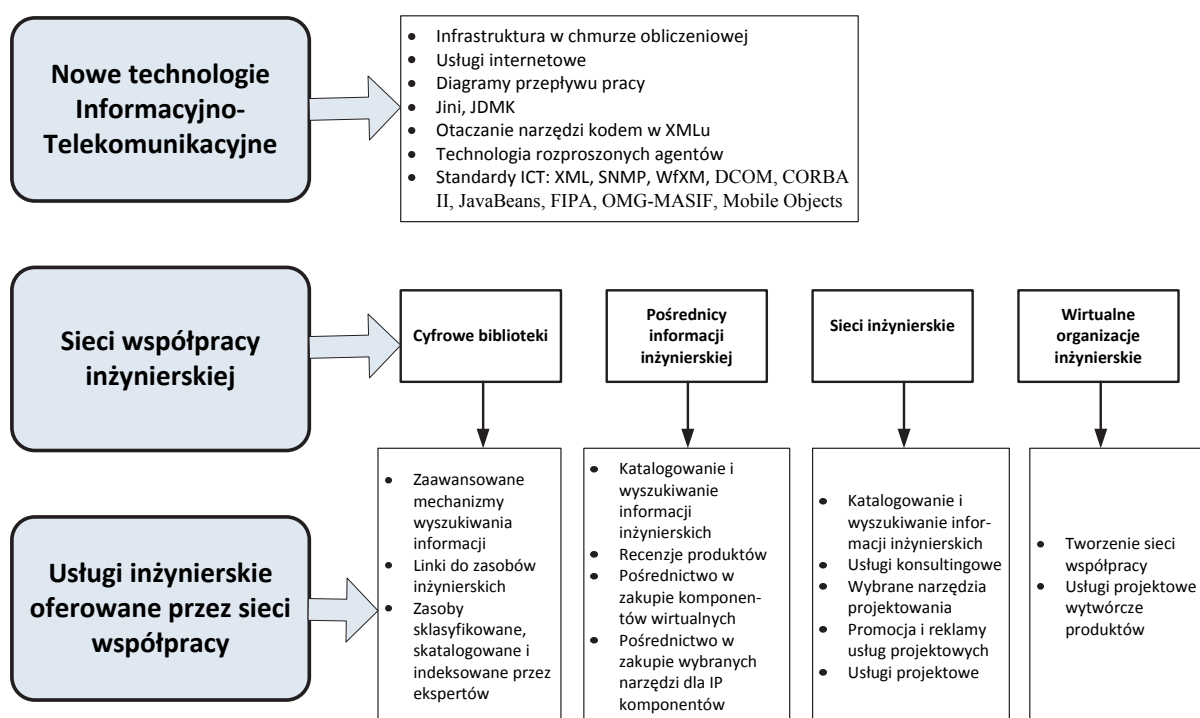 Nowe technologie
Informacyjno-
Telekomunikacyjne
• Infrastruktura w chmurze obliczeniowej
• Usługi internetowe
• Diagramy przepływu pracy
• Jini, JDMK
• Otaczanie narzędzi kodem w XMLu
• Technologia rozproszonych agentów
• Standardy ICT: XML, SNMP, WfXM, DCOM, CORBA
II, JavaBeans, FIPA, OMG-MASIF, Mobile Objects
Sieci współpracy
inżynierskiej
Cyfrowe biblioteki
Pośrednicy
informacji
inżynierskiej
Sieci inżynierskie
Wirtualne
organizacje
inżynierskie
Usługi inżynierskie
oferowane przez sieci
współpracy
• Zaawansowane
mechanizmy
wyszukiwania
informacji
• Linki do zasobów
inżynierskich
• Zasoby
sklasyfikowane,
skatalogowane i
indeksowane przez
ekspertów
• Katalogowanie i
wyszukiwanie
informacji
inżynierskich
• Recenzje produktów
• Pośrednictwo w
zakupie komponen-
tów wirtualnych
• Pośrednictwo w
zakupie wybranych
narzędzi dla IP
komponentów
• Katalogowanie i
wyszukiwanie infor-
macji inżynierskich
• Usługi konsultingowe
• Wybrane narzędzia
projektowania
• Promocja i reklamy
usług projektowych
• Usługi projektowe
• Tworzenie sieci
współpracy
• Usługi projektowe
wytwórcze
produktów